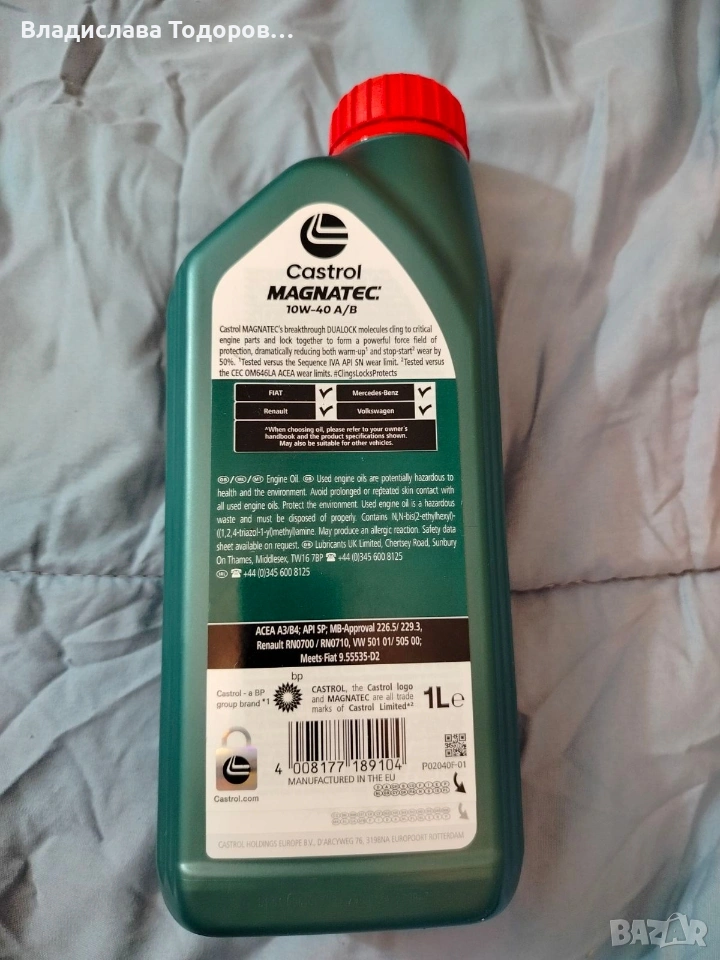 Владислава Тодоров...
Castrol
MAGNATEC
10W-40 A/B
Castrol MAGNATEC's breakthrough DUALOCK molecules cling to critical
engine parts and lock together to form a powerful force field of
protection, dramatically reducing both warm-up¹ and stop-start² wear by
50%. ¹Tested versus the Sequence IVA API SN wear limit. ²Tested versus
the CEC OM646LA ACEA wear limits. #ClingsLocksProtects
FIAT ✓ Mercedes-Benz ✓
Renault ✓ Volkswagen ✓
^When choosing oil, please refer to your owner's
handbook and the product specifications shown.
May also be suitable for other vehicles.
Engine Oil. Used engine oils are potentially hazardous to
health and the environment. Avoid prolonged or repeated skin contact with
all used engine oils. Protect the environment. Used engine oil is a hazardous
waste and must be disposed of properly. Contains N,N-bis(2-ethylhexyl)-
((1,2,4-triazol-1-yl)methyl)amine. May produce an allergic reaction. Safety data
sheet available on request. Lubricants UK Limited, Chertsey Road, Sunbury
On Thames, Middlesex, TW16 7BP ☎ +44 (0)345 600 8125
☎ +44 (0)345 600 8125
ACEA A3/B4; API SP; MB-Approval 226.5/ 229.3,
Renault RN0700 / RN0710, VW 501 01/ 505 00;
Meets Fiat 9.55535-D2
bp
Castrol - a BP
group brand *1
CASTROL, the Castrol logo
and MAGNATEC are all trade
marks of Castrol Limited*²
1L℮
4 008177 189104
MANUFACTURED IN THE EU
P02040F-01
Castrol.com
CASTROL HOLDINGS EUROPE B.V., D'ARCYWEG 76, 3198NA EUROPOORT ROTTERDAM
BAZAR